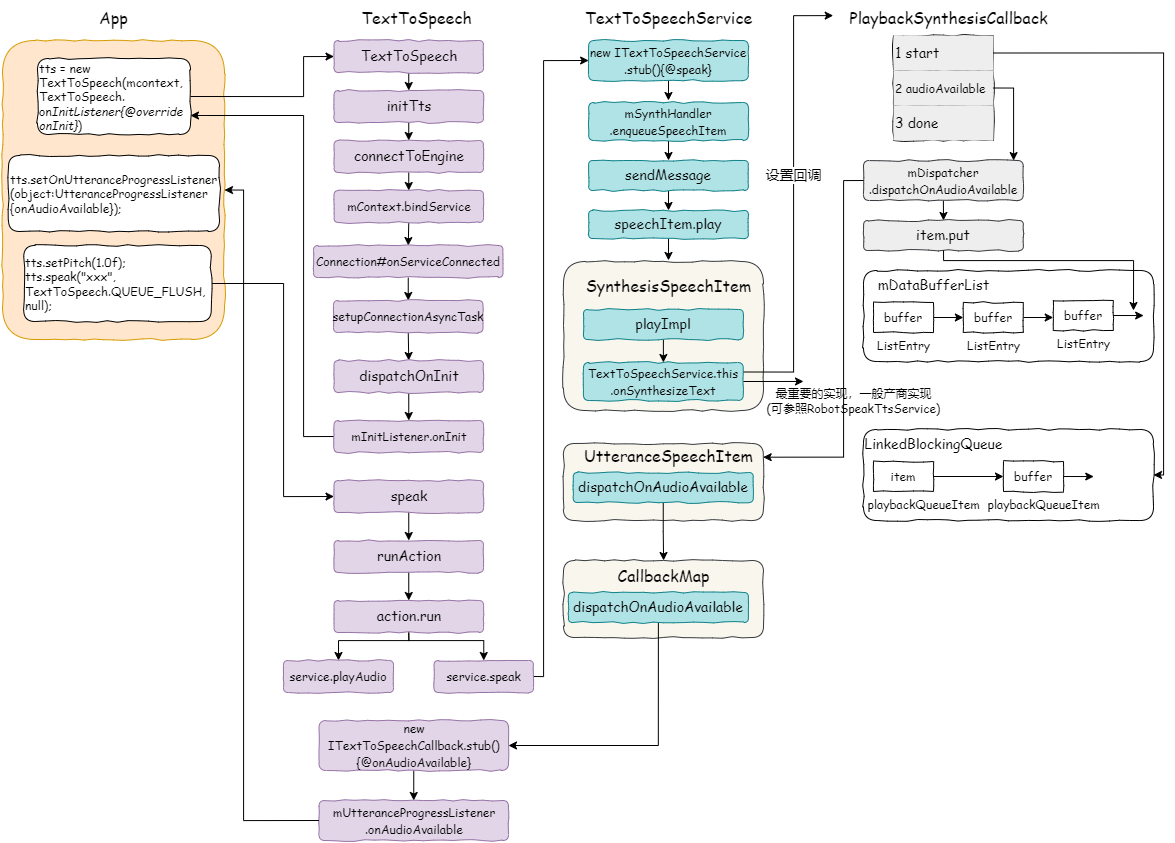 App
tts = new
TextToSpeech(mcontext,
TextToSpeech.
onInitListener{@override
onInit})
tts.setOnUtteranceProgressListener
(object:UtteranceProgressListener
{onAudioAvailable});
tts.setPitch(1.0f);
tts.speak("xxx",
TextToSpeech.QUEUE_FLUSH,
null);
TextToSpeech
TextToSpeech
initTts
connectToEngine
mContext.bindService
Connection#onServiceConnected
setupConnectionAsyncTask
dispatchOnInit
mInitListener.onInit
speak
runAction
action.run
service.playAudio
service.speak
new
ITextToSpeechCallback.stub()
{@onAudioAvailable}
mUtteranceProgressListener
.onAudioAvailable
TextToSpeechService
new ITextToSpeechService
.stub(){@speak}
mSynthHandler
.enqueueSpeechItem
sendMessage
speechItem.play
SynthesisSpeechItem
playImpl
TextToSpeechService.this
.onSynthesizeText
UtteranceSpeechItem
dispatchOnAudioAvailable
CallbackMap
dispatchOnAudioAvailable
设置回调
最重要的实现，一般产商实现
(可参照RobotSpeakTtsService)
PlaybackSynthesisCallback
1 start
2 audioAvailable
3 done
mDispatcher
.dispatchOnAudioAvailable
item.put
mDataBufferList
buffer
buffer
buffer
ListEntry
ListEntry
ListEntry
LinkedBlockingQueue
item
buffer
playbackQueueItem
playbackQueueItem